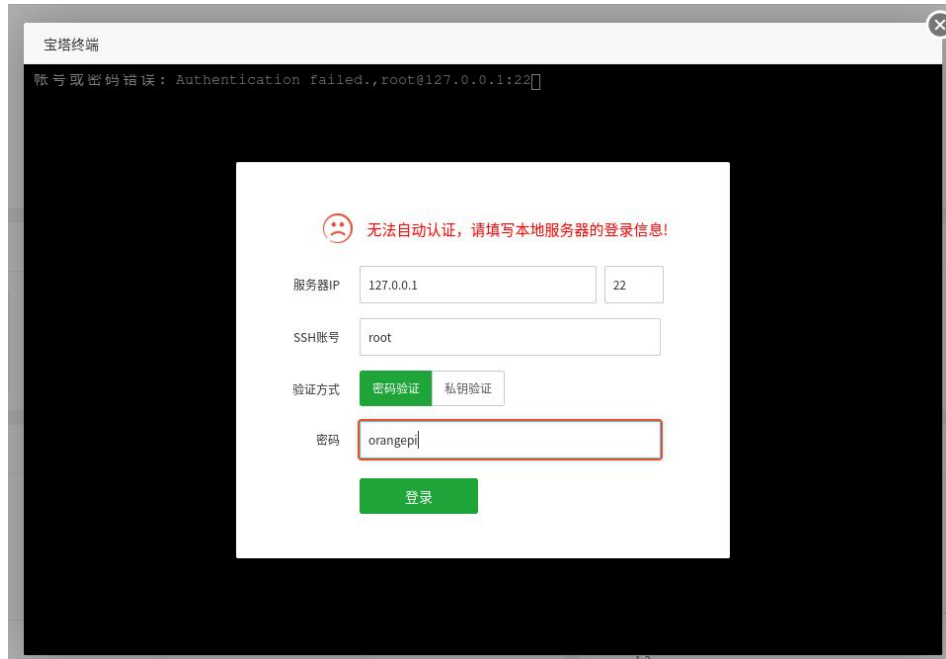 宝塔终端
账号或密码错误: Authentication failed.,root@127.0.0.1:22
无法自动认证，请填写本地服务器的登录信息!
服务器IP 127.0.0.1 22
SSH账号 root
验证方式 密码验证 私钥验证
密码 orangepi
登录